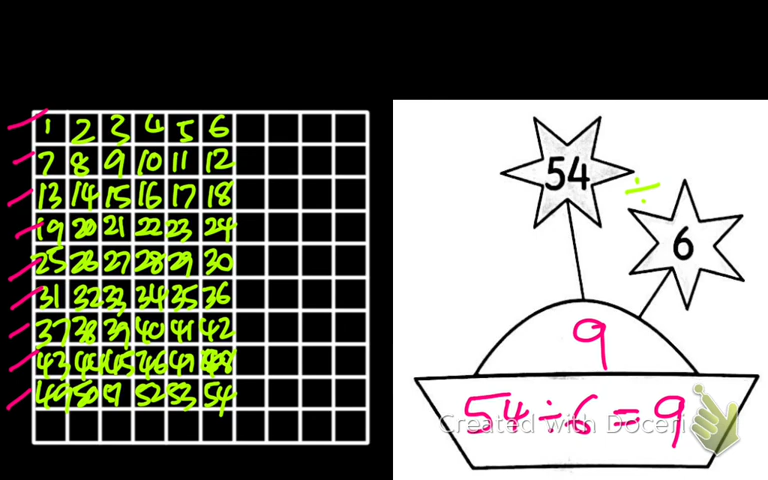 1 2 3 4 5 6
7 8 9 10 11 12
13 14 15 16 17 18
19 20 21 22 23 24
25 26 27 28 29 30
31 32 33 34 35 36
37 38 39 40 41 42
43 44 45 46 47 48
49 50 51 52 53 54
54
÷
6
9
54÷6=9
Created with Doceri